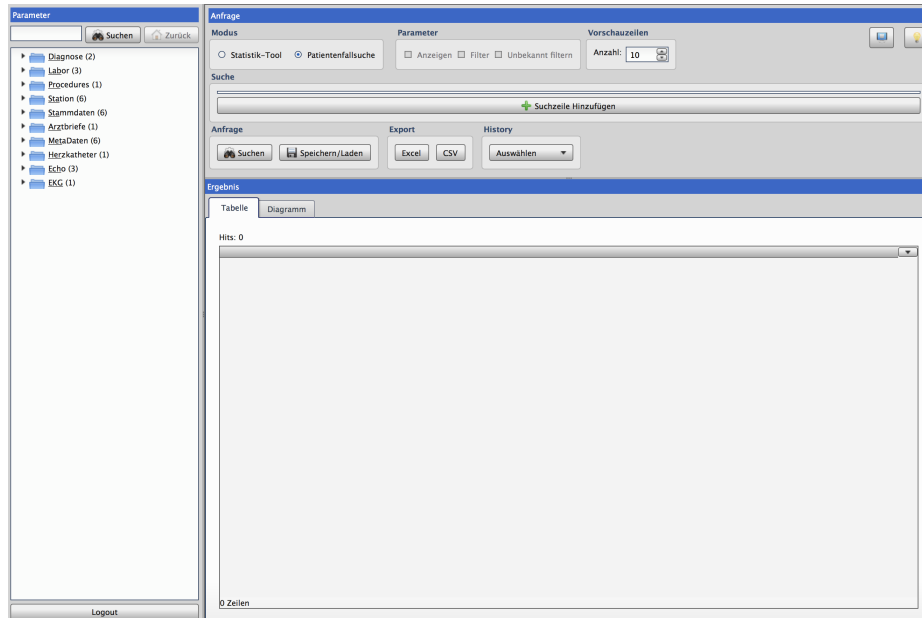 Parameter
Suchen
Zurück
Diagnose (2)
Labor (3)
Procedures (1)
Station (6)
Stammdaten (6)
Arztbriefe (1)
MetaDaten (6)
Herzkatheter (1)
Echo (3)
EKG (1)
Logout
Anfrage
Modus
Parameter
Vorschauzeilen
Statistik-Tool
Patientenfallsuche
Anzeigen
Filter
Unbekannt filtern
Anzahl:
10
Suche
Suchzeile Hinzufügen
Anfrage
Export
History
Suchen
Speichern/Laden
Excel
CSV
Auswählen
Ergebnis
Tabelle
Diagramm
Hits: 0
0 Zeilen